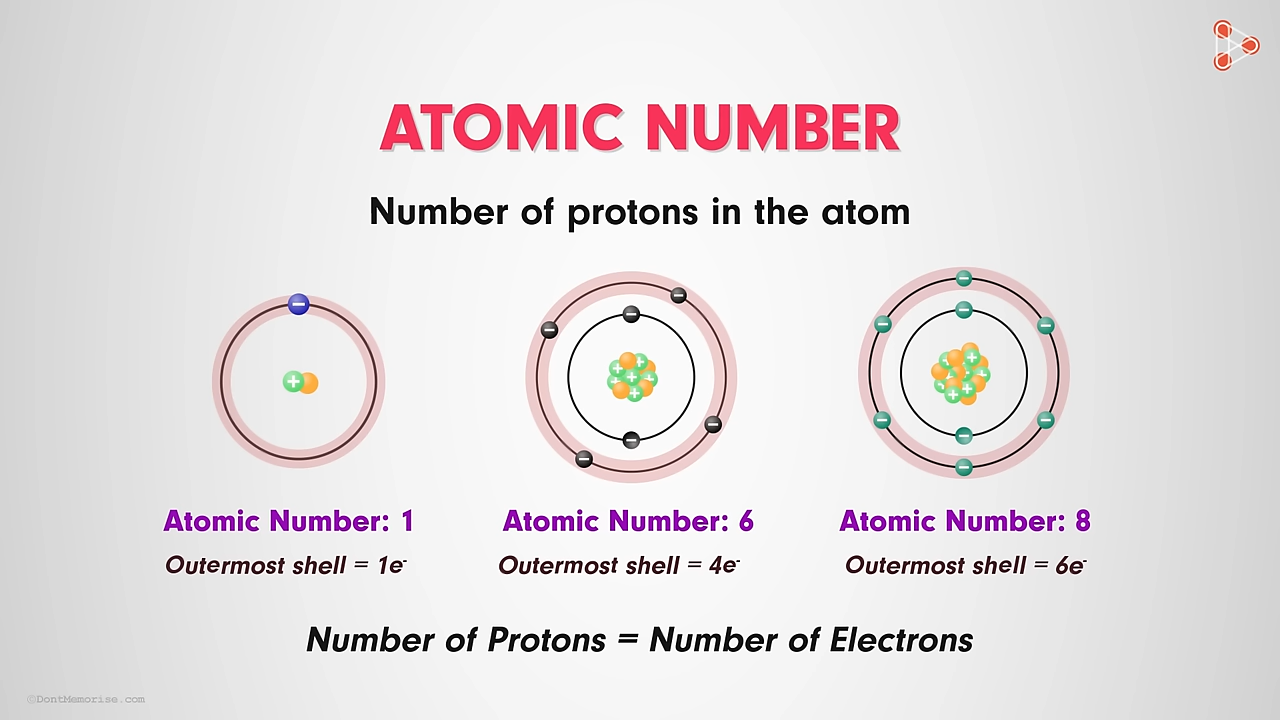 ATOMIC NUMBER
Number of protons in the atom
Atomic Number: 1
Atomic Number: 6
Atomic Number: 8
Outermost shell = 1e⁻
Outermost shell = 4e⁻
Outermost shell = 6e⁻
Number of Protons = Number of Electrons
©DontMemorise.com